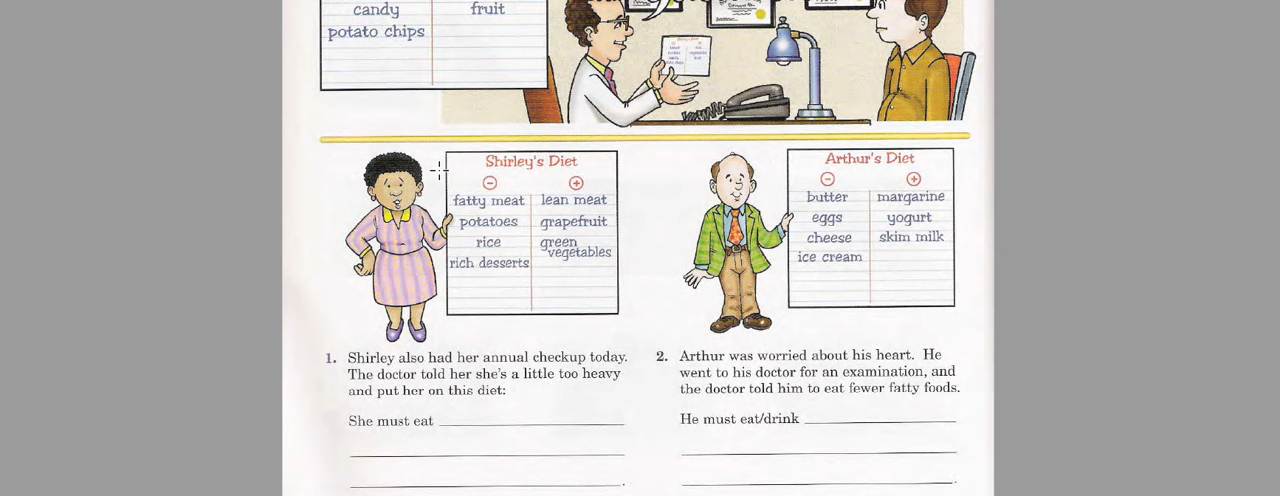 candy fruit
potato chips
Shirley's Diet
fatty meat lean meat
potatoes grapefruit
rice green vegetables
rich desserts
Arthur's Diet
butter margarine
eggs yogurt
cheese skim milk
ice cream
1. Shirley also had her annual checkup today.
The doctor told her she's a little too heavy
and put her on this diet:
She must eat
2. Arthur was worried about his heart. He
went to his doctor for an examination, and
the doctor told him to eat fewer fatty foods.
He must eat/drink